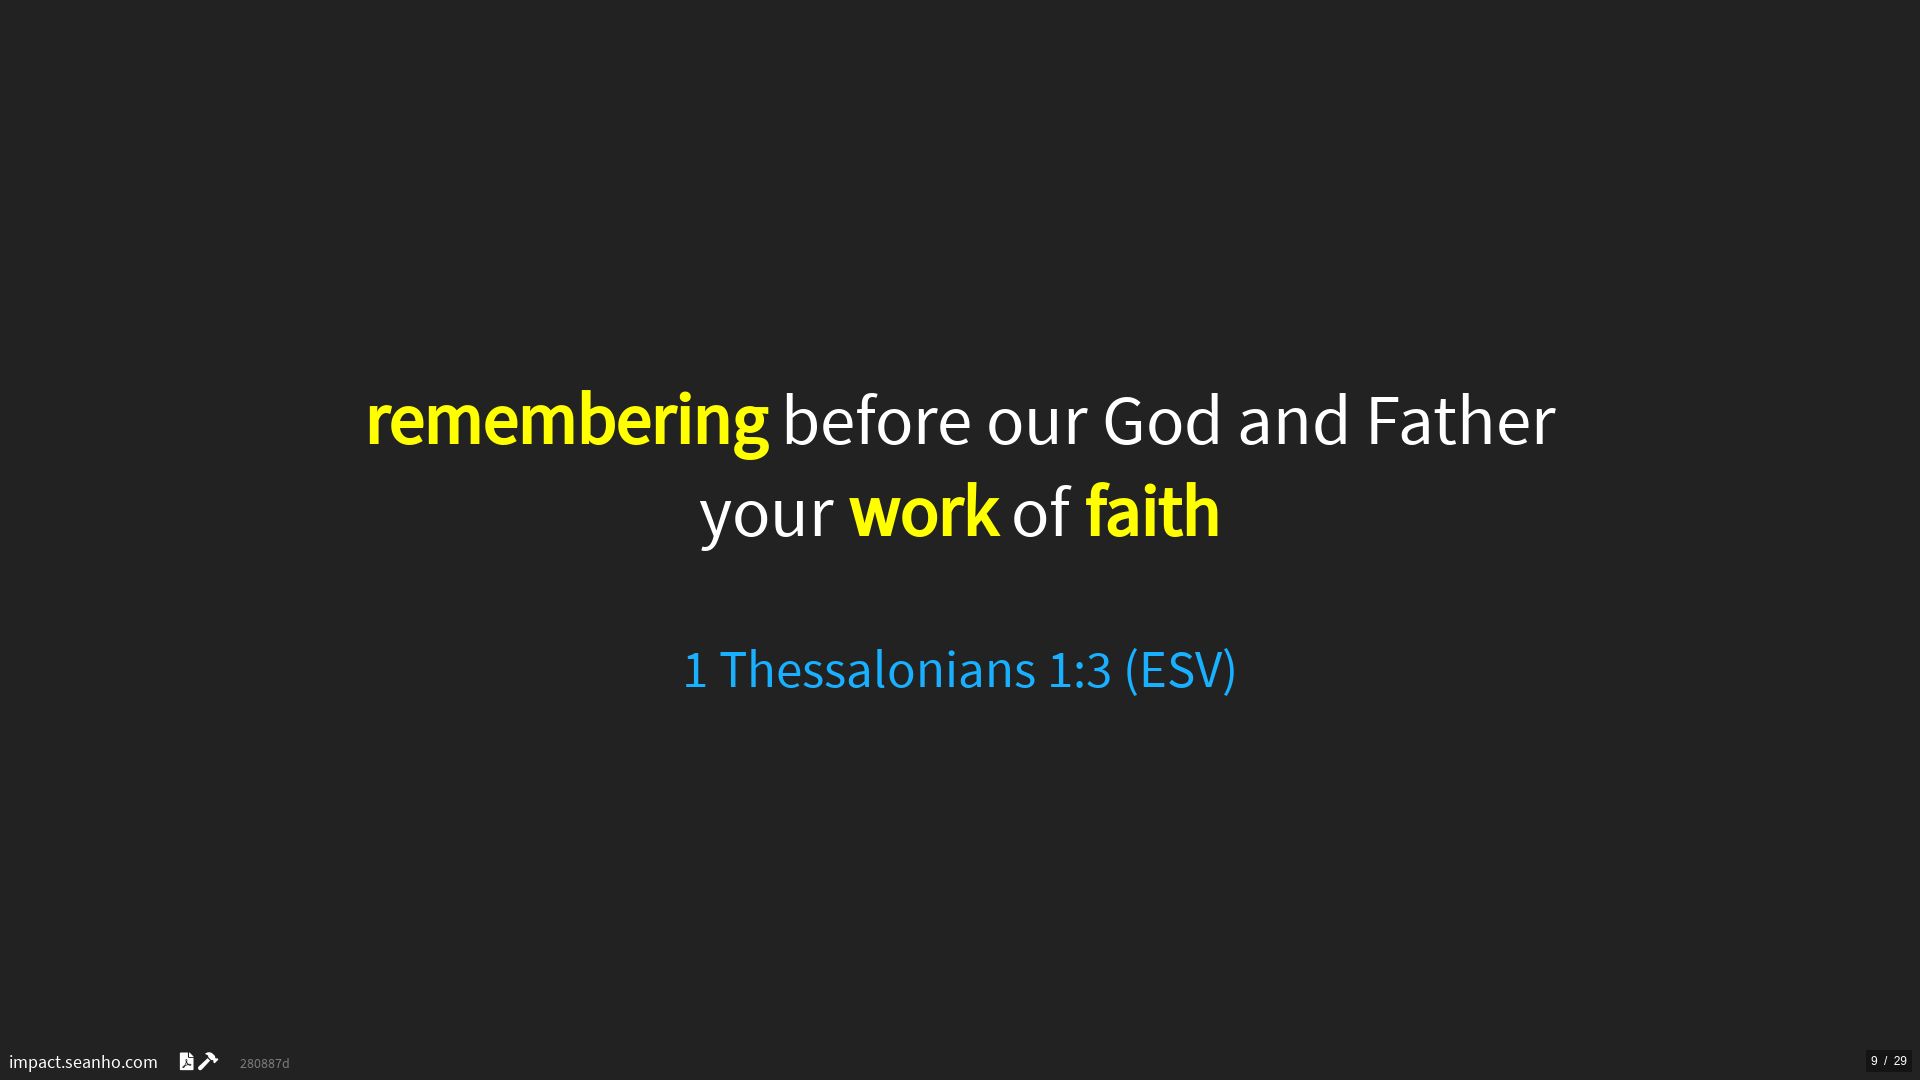 remembering before our God and Father
your work of faith
1 Thessalonians 1:3 (ESV)
impact.seanho.com
280887d
9 / 29